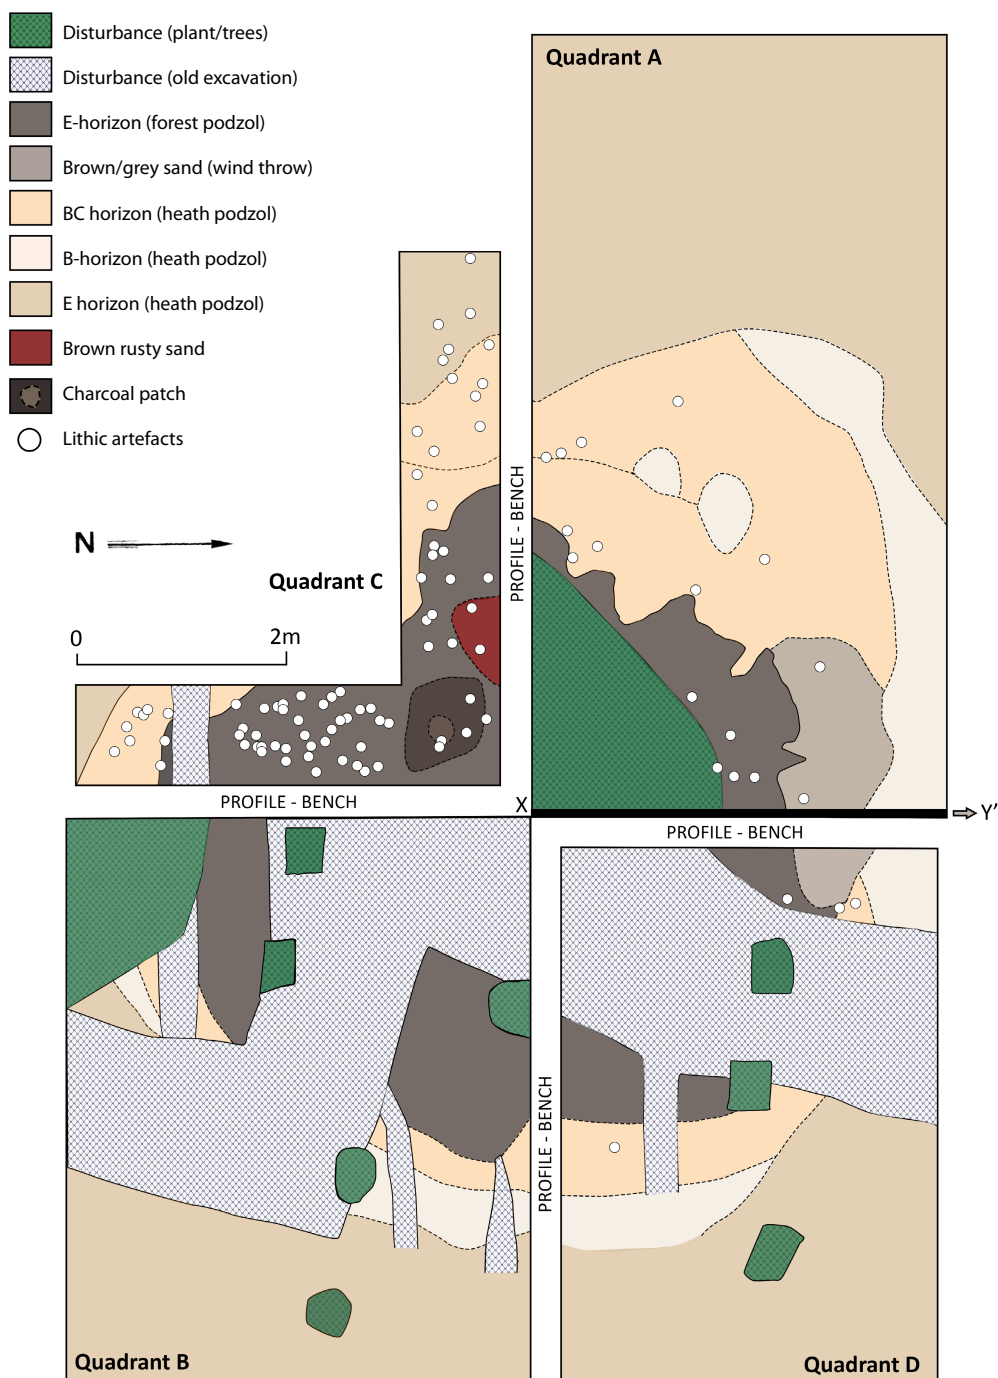 Disturbance (plant/trees)
Disturbance (old excavation)
E-horizon (forest podzol)
Brown/grey sand (wind throw)
BC horizon (heath podzol)
B-horizon (heath podzol)
E horizon (heath podzol)
Brown rusty sand
Charcoal patch
Lithic artefacts
Quadrant A
N
Quadrant C
PROFILE - BENCH
0
2m
PROFILE - BENCH
X
Y'
PROFILE - BENCH
PROFILE - BENCH
Quadrant B
Quadrant D